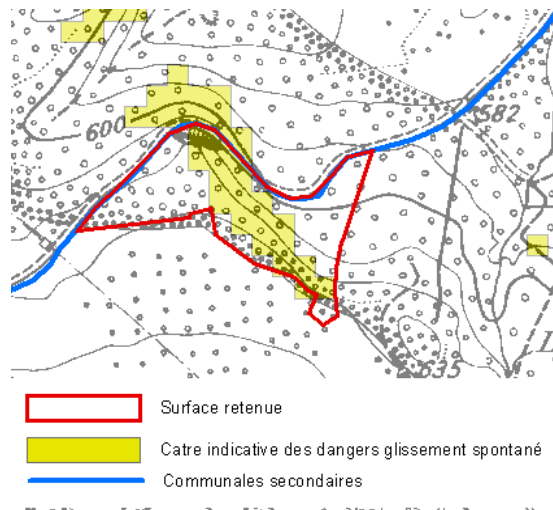 582
600
635
Surface retenue
Catre indicative des dangers glissement spontané
Communales secondaires